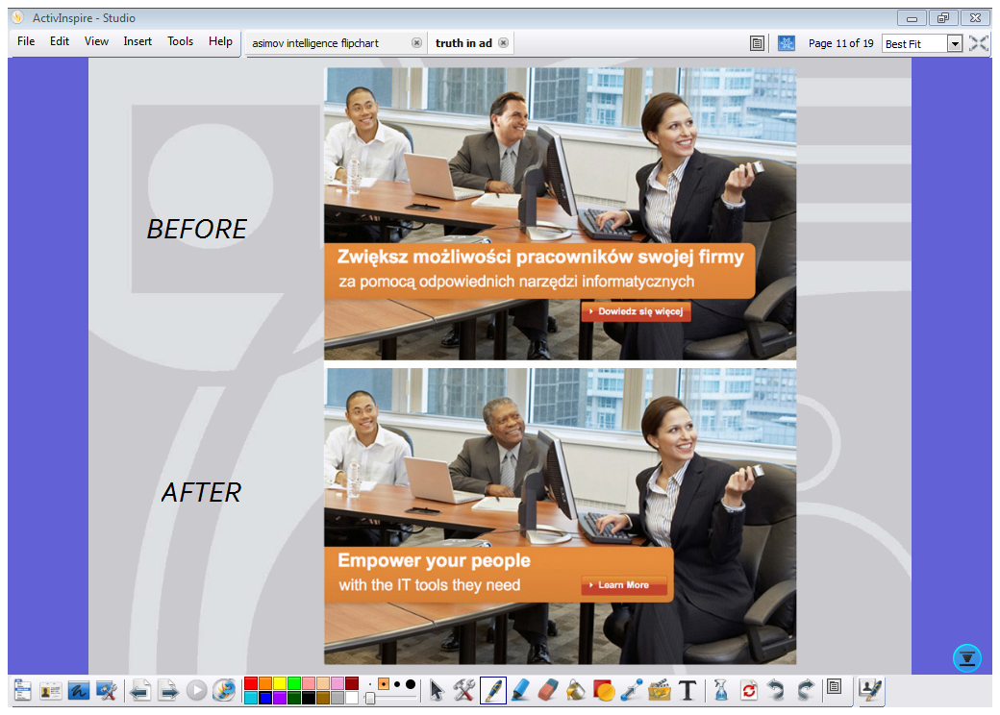 ActivInspire - Studio
File Edit View Insert Tools Help
asimov intelligence flipchart
truth in ad
Page 11 of 19
Best Fit
BEFORE
Zwiększ możliwości pracowników swojej firmy
za pomocą odpowiednich narzędzi informatycznych
Dowiedz się więcej
AFTER
Empower your people
with the IT tools they need
Learn More
T